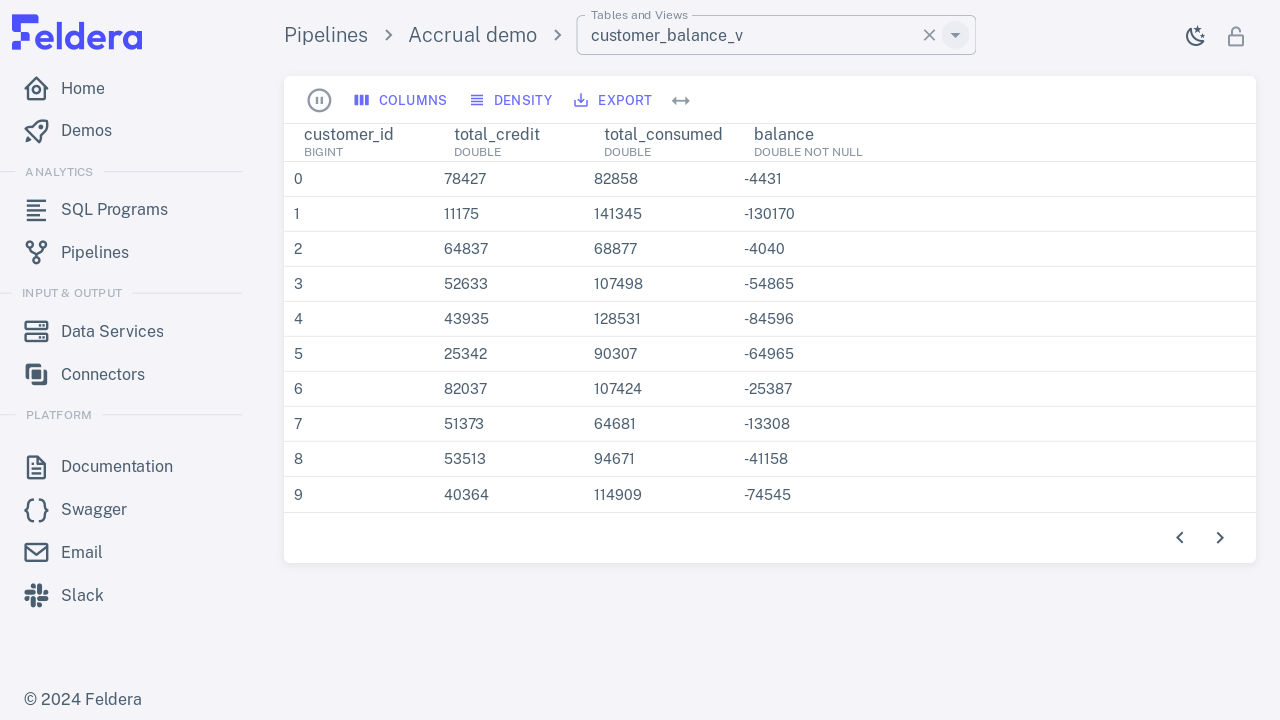 Feldera
Pipelines
Accrual demo
Tables and Views
customer_balance_v
Home
Demos
ANALYTICS
SQL Programs
Pipelines
INPUT & OUTPUT
Data Services
Connectors
PLATFORM
Documentation
Swagger
Email
Slack
© 2024 Feldera
COLUMNS DENSITY EXPORT
customer_id total_credit total_consumed balance
BIGINT DOUBLE DOUBLE DOUBLE NOT NULL
0 78427 82858 -4431
1 11175 141345 -130170
2 64837 68877 -4040
3 52633 107498 -54865
4 43935 128531 -84596
5 25342 90307 -64965
6 82037 107424 -25387
7 51373 64681 -13308
8 53513 94671 -41158
9 40364 114909 -74545